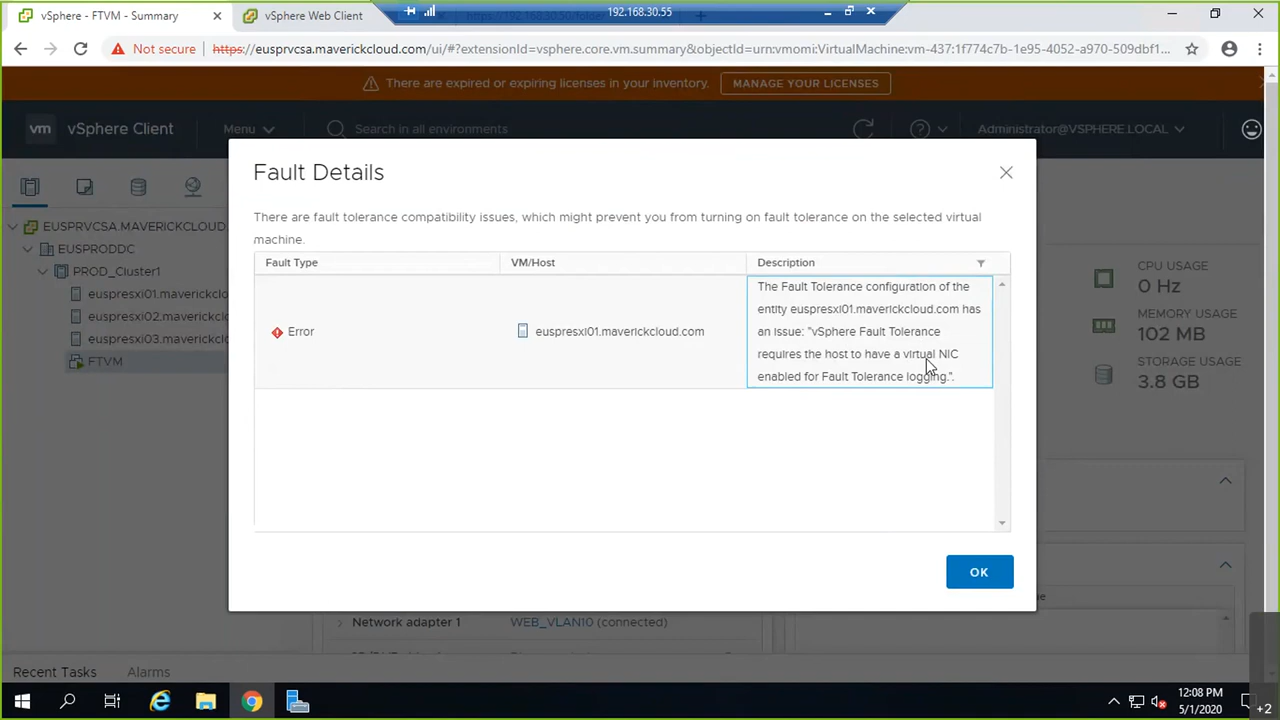 vSphere - FTVM - Summary
vSphere Web Client
192.168.30.55
Not secure
https://eusprvcsa.maverickcloud.com/ui/#?extensionId=vsphere.core.vm.summary&objectId=urn:vmomi:VirtualMachine:vm-437:1f774c7b-1e95-4052-a970-509dbf1...
There are expired or expiring licenses in your inventory.
MANAGE YOUR LICENSES
vm
vSphere Client
Menu
Search in all environments
Administrator@VSPHERE.LOCAL
EUSPRVCSA.MAVERICKCLOUD.
EUSPRODDC
PROD_Cluster1
euspresxi01.maverickclo
euspresxi02.maverickclo
euspresxi03.maverickclo
FTVM
Fault Details
There are fault tolerance compatibility issues, which might prevent you from turning on fault tolerance on the selected virtual
machine.
Fault Type
VM/Host
Description
Error
euspresxi01.maverickcloud.com
The Fault Tolerance configuration of the
entity euspresxi01.maverickcloud.com has
an issue: "vSphere Fault Tolerance
requires the host to have a virtual NIC
enabled for Fault Tolerance logging.".
OK
CPU USAGE
0 Hz
MEMORY USAGE
102 MB
STORAGE USAGE
3.8 GB
Network adapter 1
WEB_VLAN10 (connected)
Recent Tasks
Alarms
12:08 PM
5/1/2020
+2